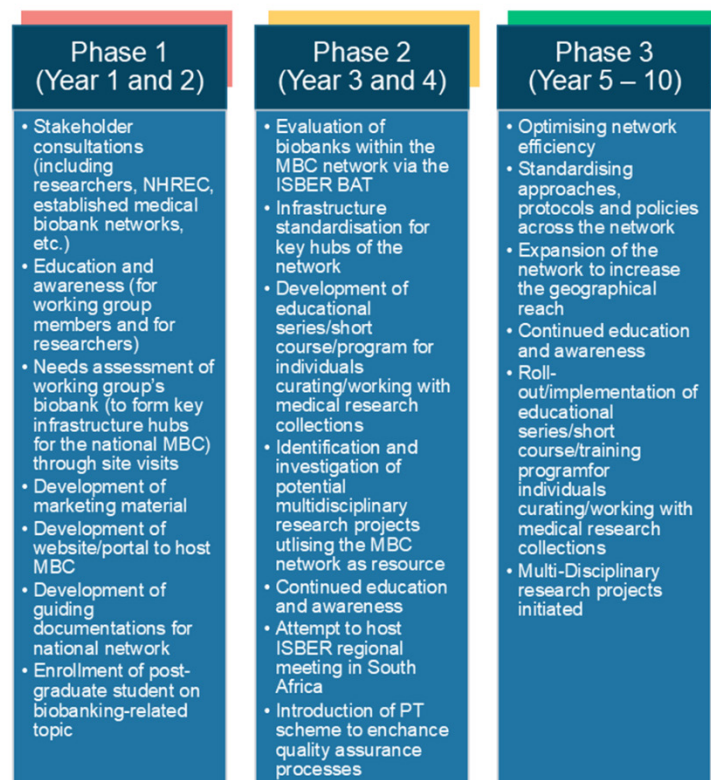 Phase 1
(Year 1 and 2)
• Stakeholder
consultations
(including
researchers, NHREC,
established medical
biobank networks,
etc.)
• Education and
awareness (for
working group
members and for
researchers)
• Needs assessment of
working group's
biobank (to form key
infrastructure hubs
for the national MBC)
through site visits
• Development of
marketing material
• Development of
website/portal to host
MBC
• Development of
guiding
documentations for
national network
• Enrollment of post-
graduate student on
biobanking-related
topic
Phase 2
(Year 3 and 4)
• Evaluation of
biobanks within the
MBC network via the
ISBER BAT
• Infrastructure
standardisation for
key hubs of the
network
• Development of
educational
series/short
course/program for
individuals
curating/working with
medical research
collections
• Identification and
investigation of
potential
multidisciplinary
research projects
utlising the MBC
network as resource
• Continued education
and awareness
• Attempt to host
ISBER regional
meeting in South
Africa
• Introduction of PT
scheme to enchance
quality assurance
processes
Phase 3
(Year 5 – 10)
• Optimising network
efficiency
• Standardising
approaches,
protocols and policies
across the network
• Expansion of the
network to increase
the geographical
reach
• Continued education
and awareness
• Roll-
out/implementation of
educational
series/short
course/training
programfor
individuals
curating/working with
medical research
collections
• Multi-Disciplinary
research projects
initiated